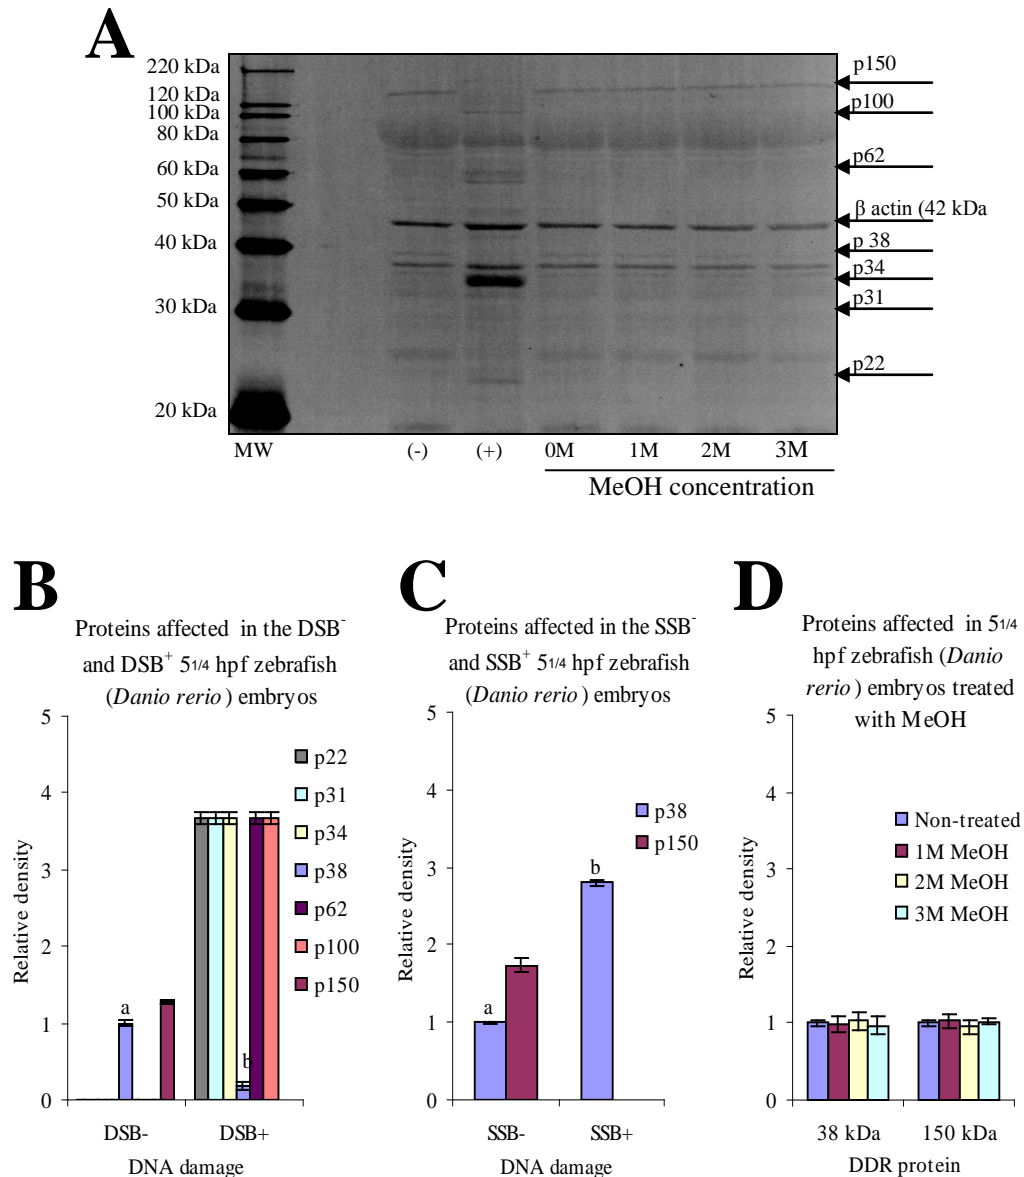 A
220 kDa
120 kDa
100 kDa
80 kDa
60 kDa
50 kDa
40 kDa
30 kDa
20 kDa
p150
p100
p62
β actin (42 kDa
p 38
p34
p31
p22
MW (-) (+) 0M 1M 2M 3M
MeOH concentration
B
Proteins affected in the DSB-
and DSB+ 51/4 hpf zebrafish
(Danio rerio) embryos
5
4
3
2
1
0
Relative density
p22
p31
p34
p38
p62
p100
p150
a
b
DSB- DSB+
DNA damage
C
Proteins affected in the SSB-
and SSB+ 51/4 hpf zebrafish
(Danio rerio) embryos
5
4
3
2
1
0
Relative density
p38
p150
a
b
SSB- SSB+
DNA damage
D
Proteins affected in 51/4
hpf zebrafish (Danio
rerio) embryos treated
with MeOH
5
4
3
2
1
0
Relative density
Non-treated
1M MeOH
2M MeOH
3M MeOH
38 kDa 150 kDa
DDR protein